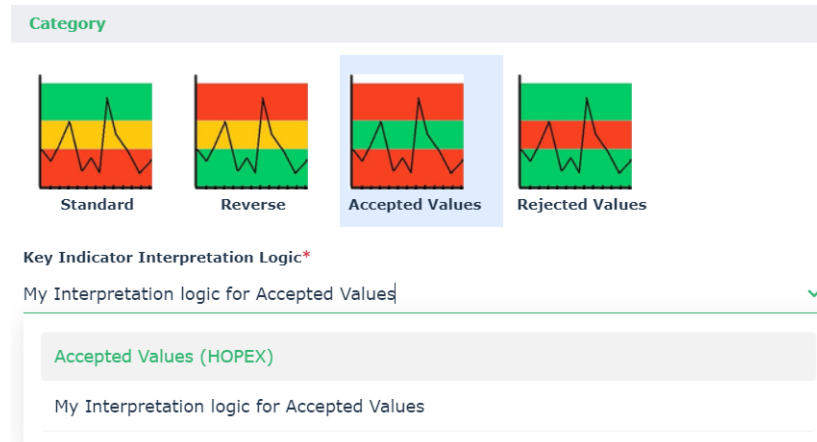 Category
Standard Reverse Accepted Values Rejected Values
Key Indicator Interpretation Logic*
My Interpretation logic for Accepted Values
Accepted Values (HOPEX)
My Interpretation logic for Accepted Values